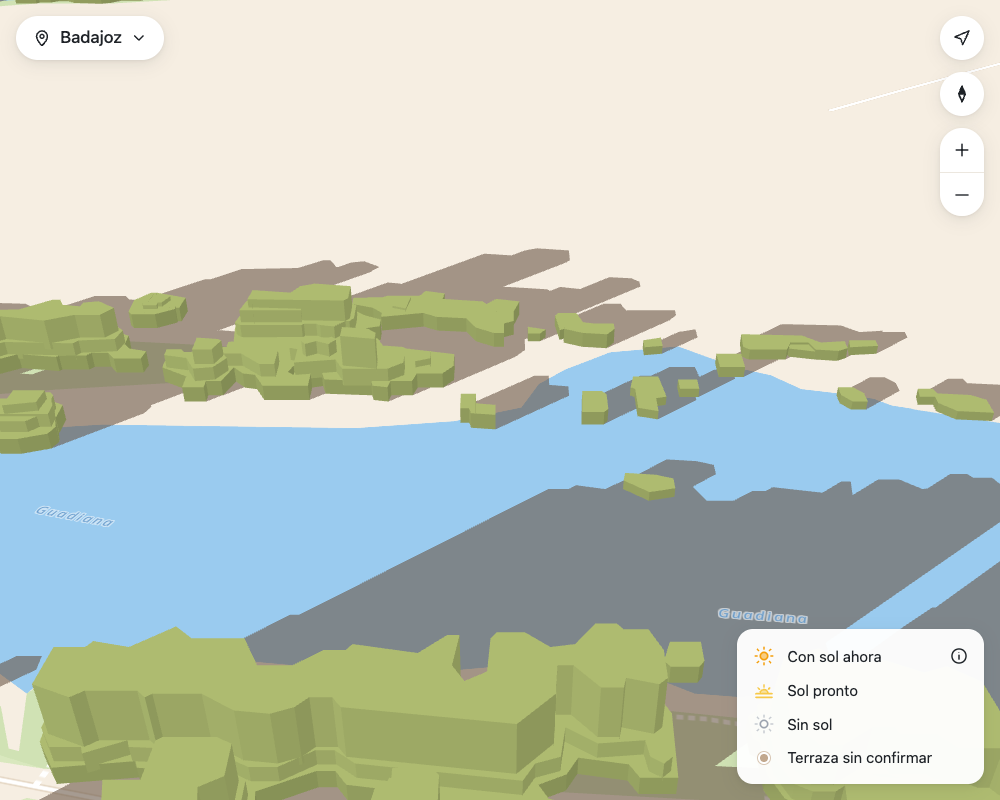 Badajoz
Guadiana
Guadiana
Con sol ahora
Sol pronto
Sin sol
Terraza sin confirmar